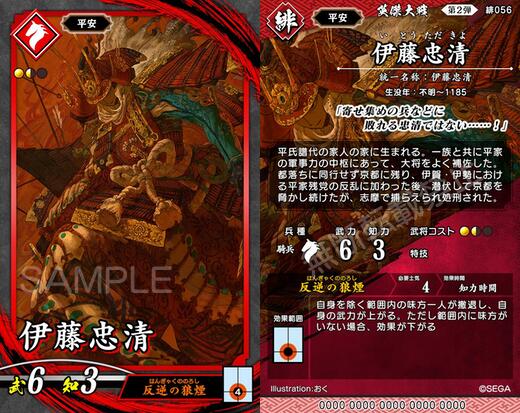 平安
SAMPLE
伊藤忠清
武6 知3
はんぎゃくののろし
反逆の狼煙
4
緋
平安
英傑大戦
第2弾
緋056
いとうただきよ
伊藤忠清
統一名称：伊藤忠清
生没年：不明～1185
「寄せ集めの兵などに
敗れる忠清ではない……！」
平氏譜代の家人の家に生まれる。一族と共に平家
の軍事力の中枢にあって、大将をよく補佐した。
都落ちに同行せず京都に残り、伊賀・伊勢におけ
る平家残党の反乱に加わった後、潜伏して京都を
脅かし続けたが、志摩で捕らえられ処刑された。
兵種 武力 知力 武将コスト
騎兵 6 3 特技
はんぎゃくののろし 必要士気 効果時間
反逆の狼煙 4 知力時間
効果範囲
自身を除く範囲内の味方一人が撤退し、自
身の武力が上がる。ただし範囲内に味方が
いない場合、効果が下がる
Illustration:おく
©SEGA
0000-0000-0000-0000-0000